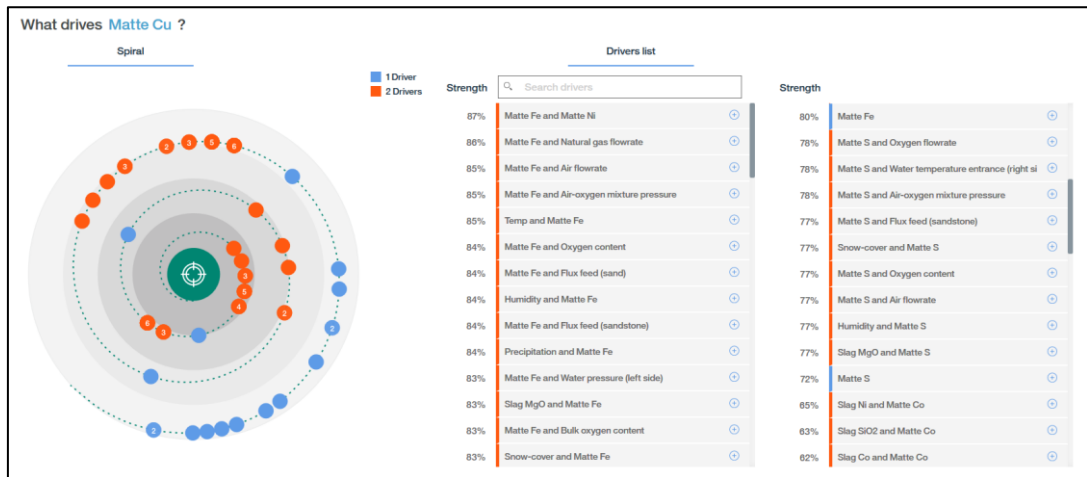 What drives Matte Cu ?
Spiral
1 Driver
2 Drivers
2
3
5
6
3
3
5
4
2
6
3
2
2
Drivers list
Strength
Search drivers
87% Matte Fe and Matte Ni
86% Matte Fe and Natural gas flowrate
85% Matte Fe and Air flowrate
85% Matte Fe and Air-oxygen mixture pressure
85% Temp and Matte Fe
84% Matte Fe and Oxygen content
84% Matte Fe and Flux feed (sand)
84% Humidity and Matte Fe
84% Matte Fe and Flux feed (sandstone)
84% Precipitation and Matte Fe
83% Matte Fe and Water pressure (left side)
83% Slag MgO and Matte Fe
83% Matte Fe and Bulk oxygen content
83% Snow-cover and Matte Fe
Strength
80% Matte Fe
78% Matte S and Oxygen flowrate
78% Matte S and Water temperature entrance (right si
78% Matte S and Air-oxygen mixture pressure
77% Matte S and Flux feed (sandstone)
77% Snow-cover and Matte S
77% Matte S and Oxygen content
77% Matte S and Air flowrate
77% Humidity and Matte S
77% Slag MgO and Matte S
72% Matte S
65% Slag Ni and Matte Co
63% Slag SiO2 and Matte Co
62% Slag Co and Matte Co